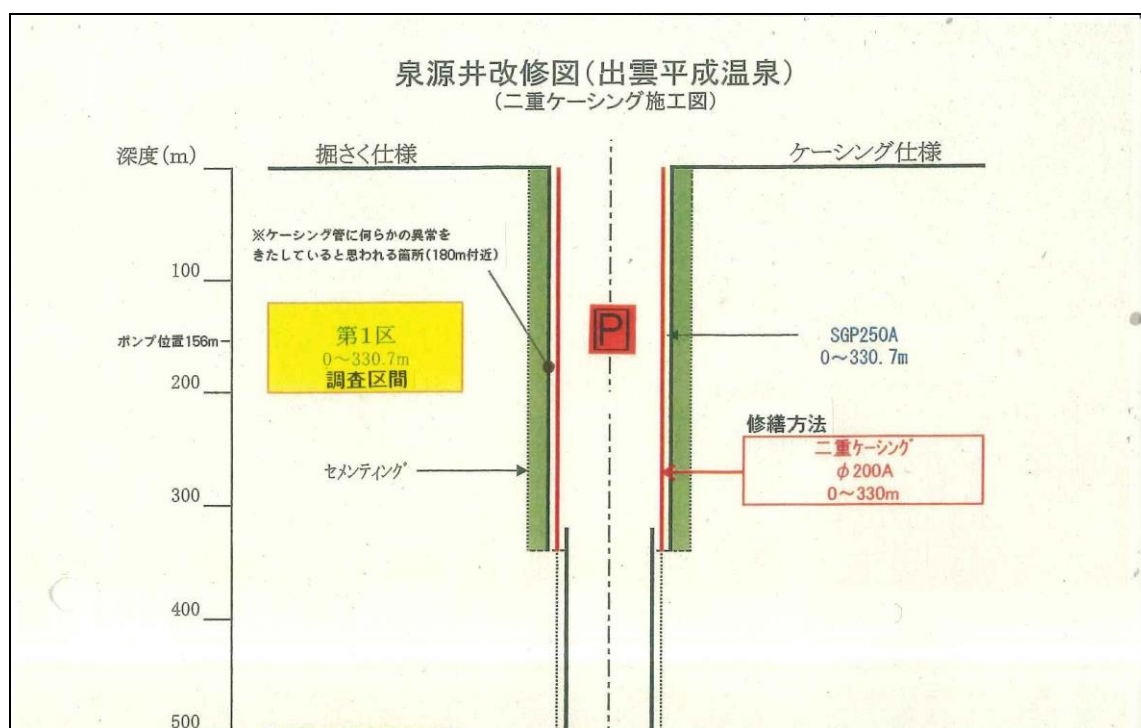 泉源井改修図(出雲平成温泉)
(二重ケーシング施工図)
深度(m)
掘さく仕様
ケーシング仕様
※ケーシング管に何らかの異常を
きたしていると思われる箇所(180m付近)
100
ポンプ位置156m
第1区
0～330.7m
調査区間
P
SGP250A
0～330.7m
200
修繕方法
二重ケーシング
φ200A
0～330m
セメンティング
300
400
500